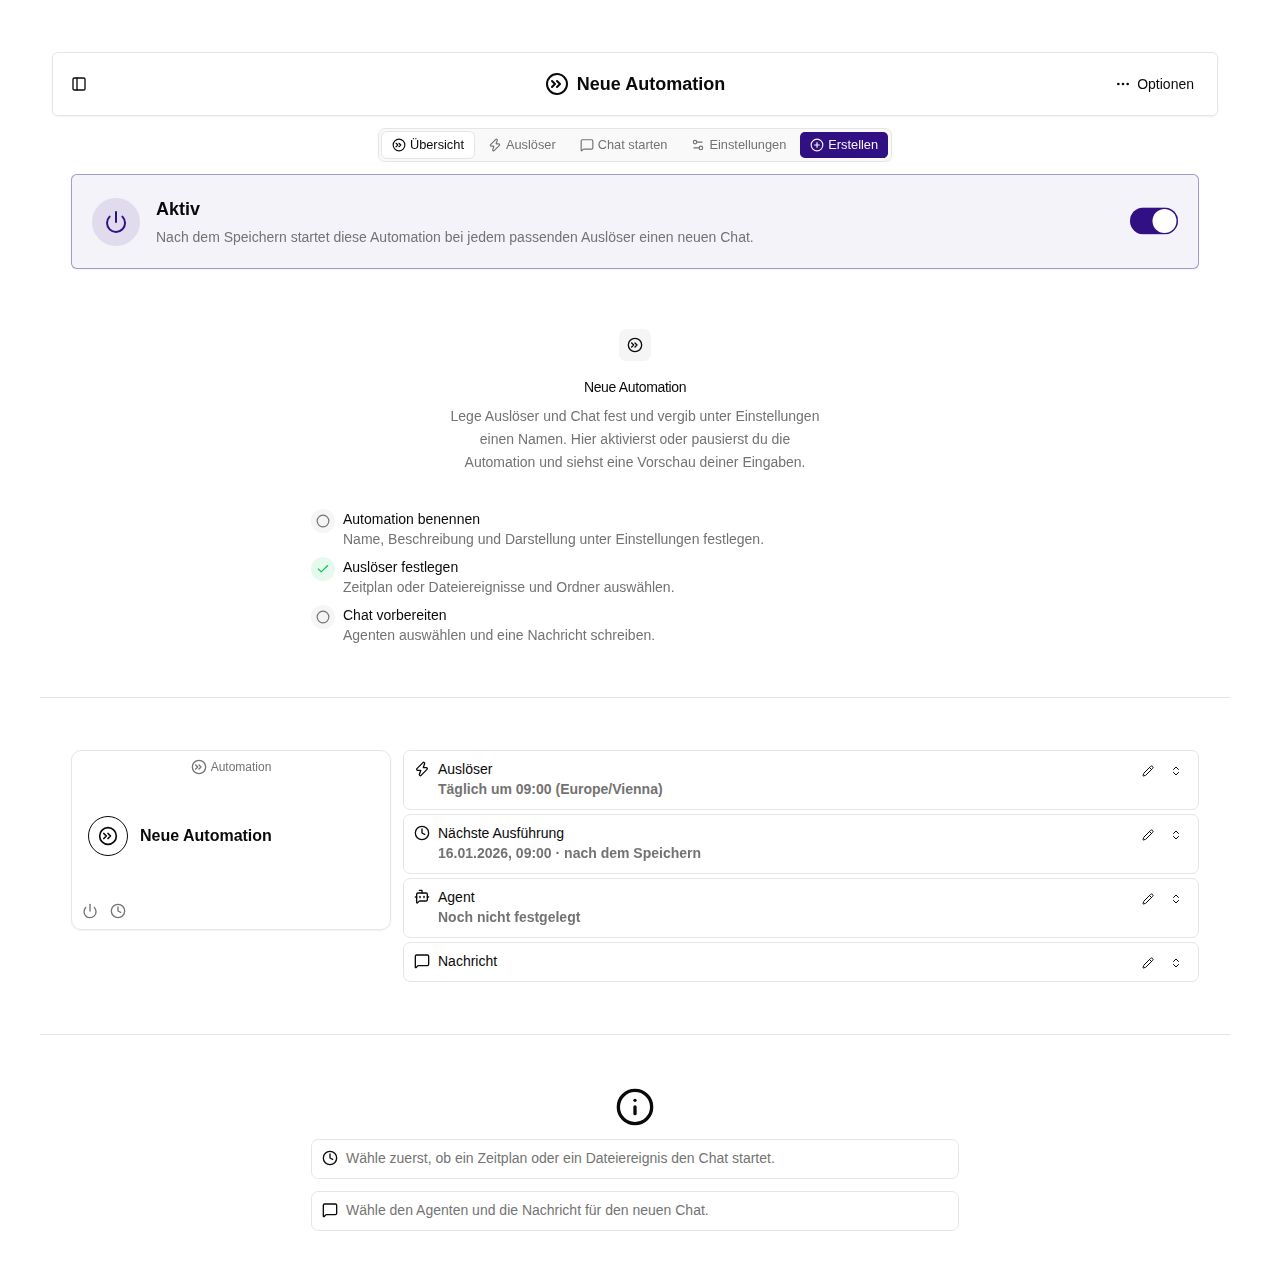 Neue Automation
Optionen
Übersicht
Auslöser
Chat starten
Einstellungen
Erstellen
Aktiv
Nach dem Speichern startet diese Automation bei jedem passenden Auslöser einen neuen Chat.
Neue Automation
Lege Auslöser und Chat fest und vergib unter Einstellungen
einen Namen. Hier aktivierst oder pausierst du die
Automation und siehst eine Vorschau deiner Eingaben.
Automation benennen
Name, Beschreibung und Darstellung unter Einstellungen festlegen.
Auslöser festlegen
Zeitplan oder Dateiereignisse und Ordner auswählen.
Chat vorbereiten
Agenten auswählen und eine Nachricht schreiben.
Automation
Neue Automation
Auslöser
Täglich um 09:00 (Europe/Vienna)
Nächste Ausführung
16.01.2026, 09:00 · nach dem Speichern
Agent
Noch nicht festgelegt
Nachricht
Wähle zuerst, ob ein Zeitplan oder ein Dateiereignis den Chat startet.
Wähle den Agenten und die Nachricht für den neuen Chat.